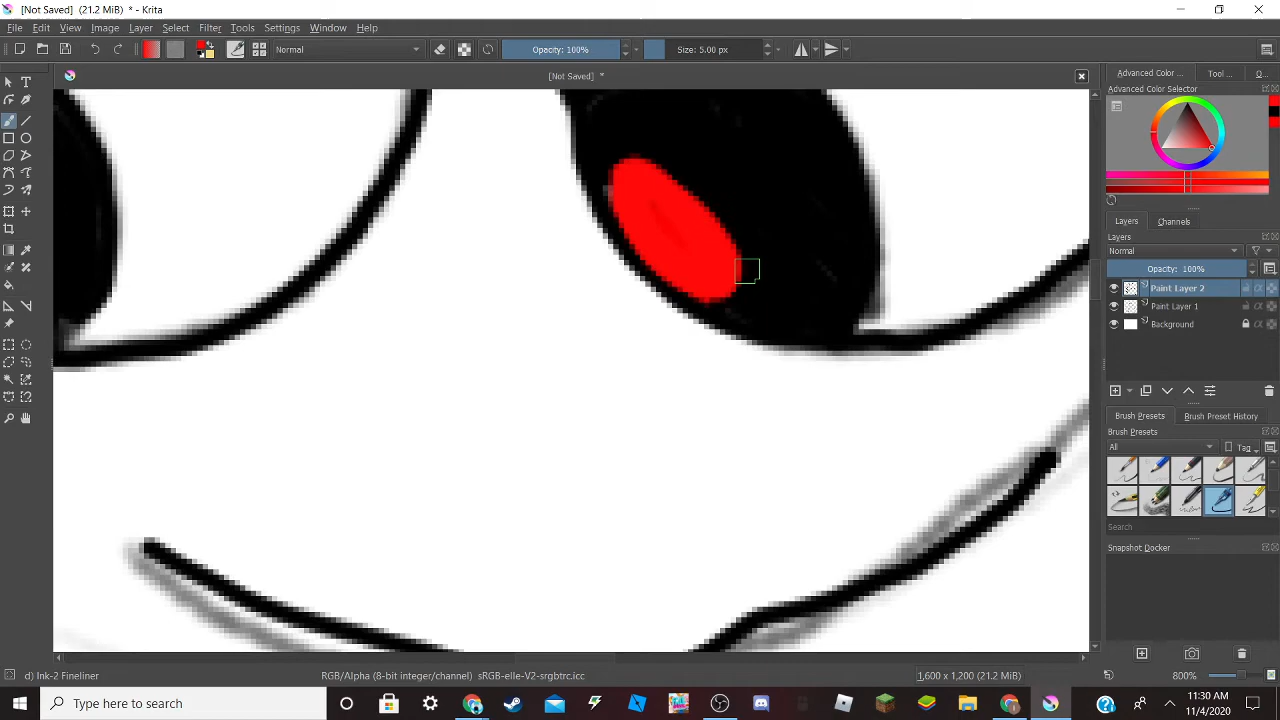 [Not Saved] (21.2 MiB) * - Krita
File Edit View Image Layer Select Filter Tools Settings Window Help
Normal Opacity: 100% Size: 5.00 px
[Not Saved] *
Advanced Color ... Tool ... O...
Advanced Color Selector
Layers Channels
Layers
Normal
Opacity: 100%
Paint Layer 2
Paint Layer 1
Background
Brush Presets Brush Preset History
Brush Presets
All Tag
Search
Snapshot Docker
d) Ink-2 Fineliner RGB/Alpha (8-bit integer/channel) sRGB-elle-V2-srgbtrc.icc 1,600 x 1,200 (21.2 MiB) 800%
Type here to search
11:30 AM
11/4/2020